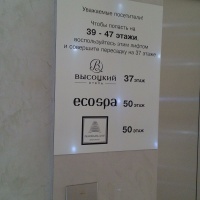 Уважаемые посетители!
Чтобы попасть на
39 - 47 этажи
воспользуйтесь этим лифтом
и совершите пересадку на 37 этаже
ВЫСОЦКИЙ
ОТЕЛЬ
37 этаж
ecospa 50 этаж
50 этаж